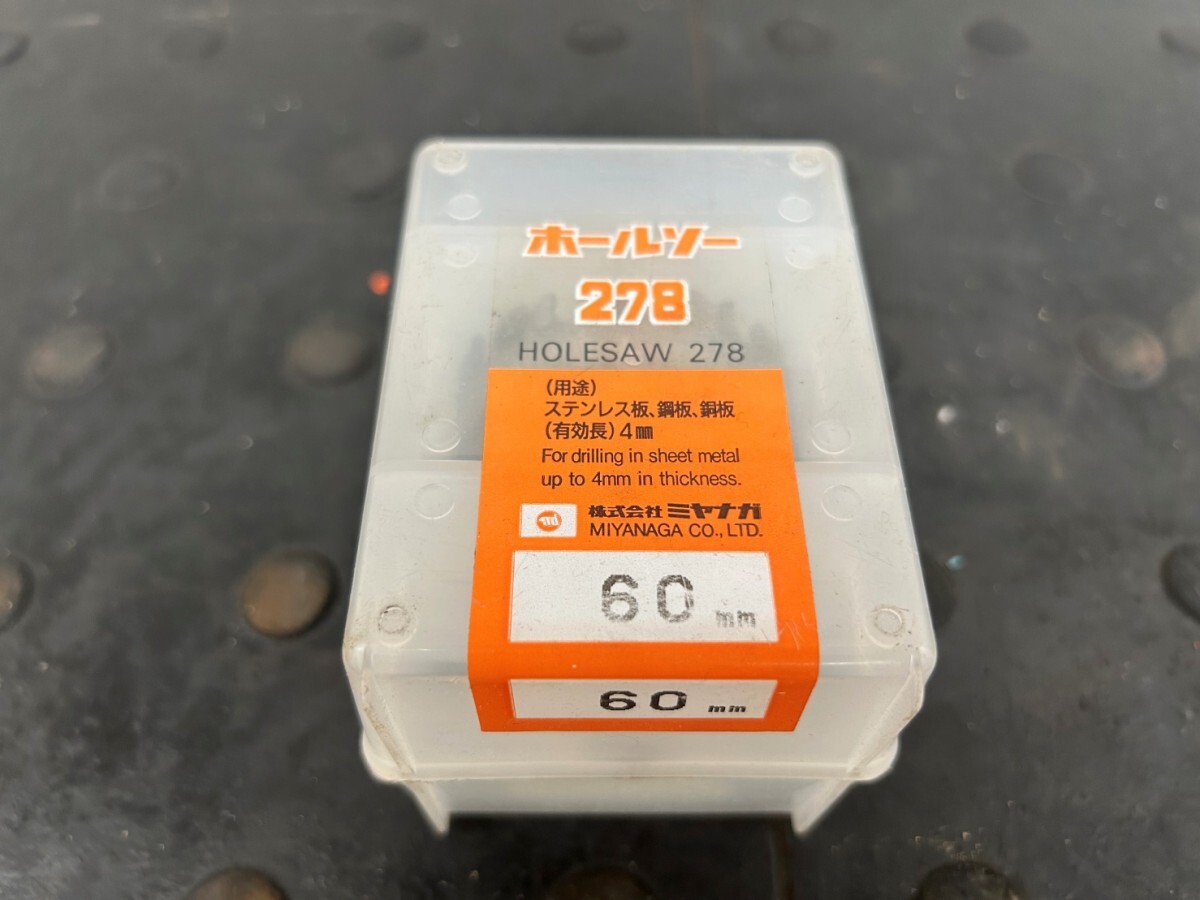 ホールソー
278
HOLESAW 278
(用途)
ステンレス板、鋼板、銅板
(有効長)4mm
For drilling in sheet metal
up to 4mm in thickness.
株式会社ミヤナガ
MIYANAGA CO., LTD.
60 mm
60 mm